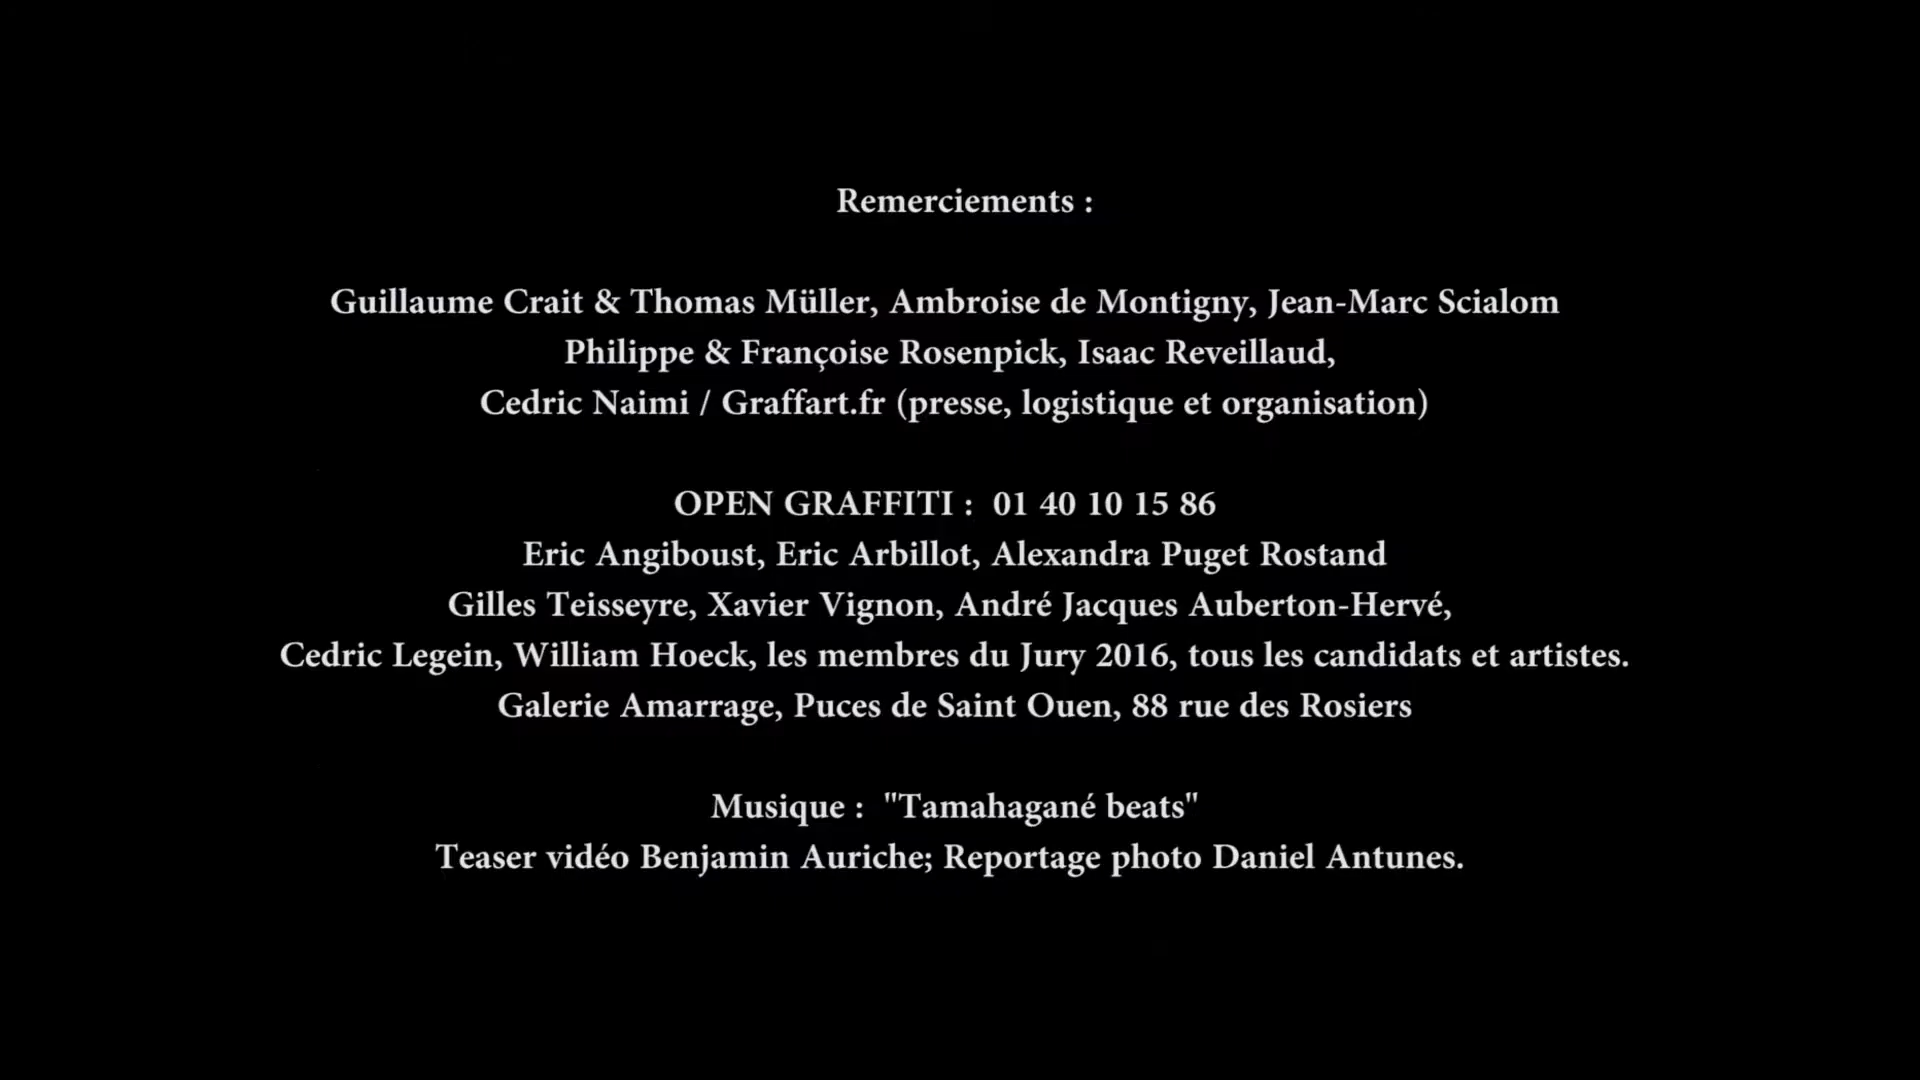 Remerciements :
Guillaume Crait & Thomas Müller, Ambroise de Montigny, Jean-Marc Scialom
Philippe & Françoise Rosenpick, Isaac Reveillaud,
Cedric Naimi / Graffart.fr (presse, logistique et organisation)
OPEN GRAFFITI :  01 40 10 15 86
Eric Angiboust, Eric Arbillot, Alexandra Puget Rostand
Gilles Teisseyre, Xavier Vignon, André Jacques Auberton-Hervé,
Cedric Legein, William Hoeck, les membres du Jury 2016, tous les candidats et artistes.
Galerie Amarrage, Puces de Saint Ouen, 88 rue des Rosiers
Musique :  "Tamahagané beats"
Teaser vidéo Benjamin Auriche; Reportage photo Daniel Antunes.